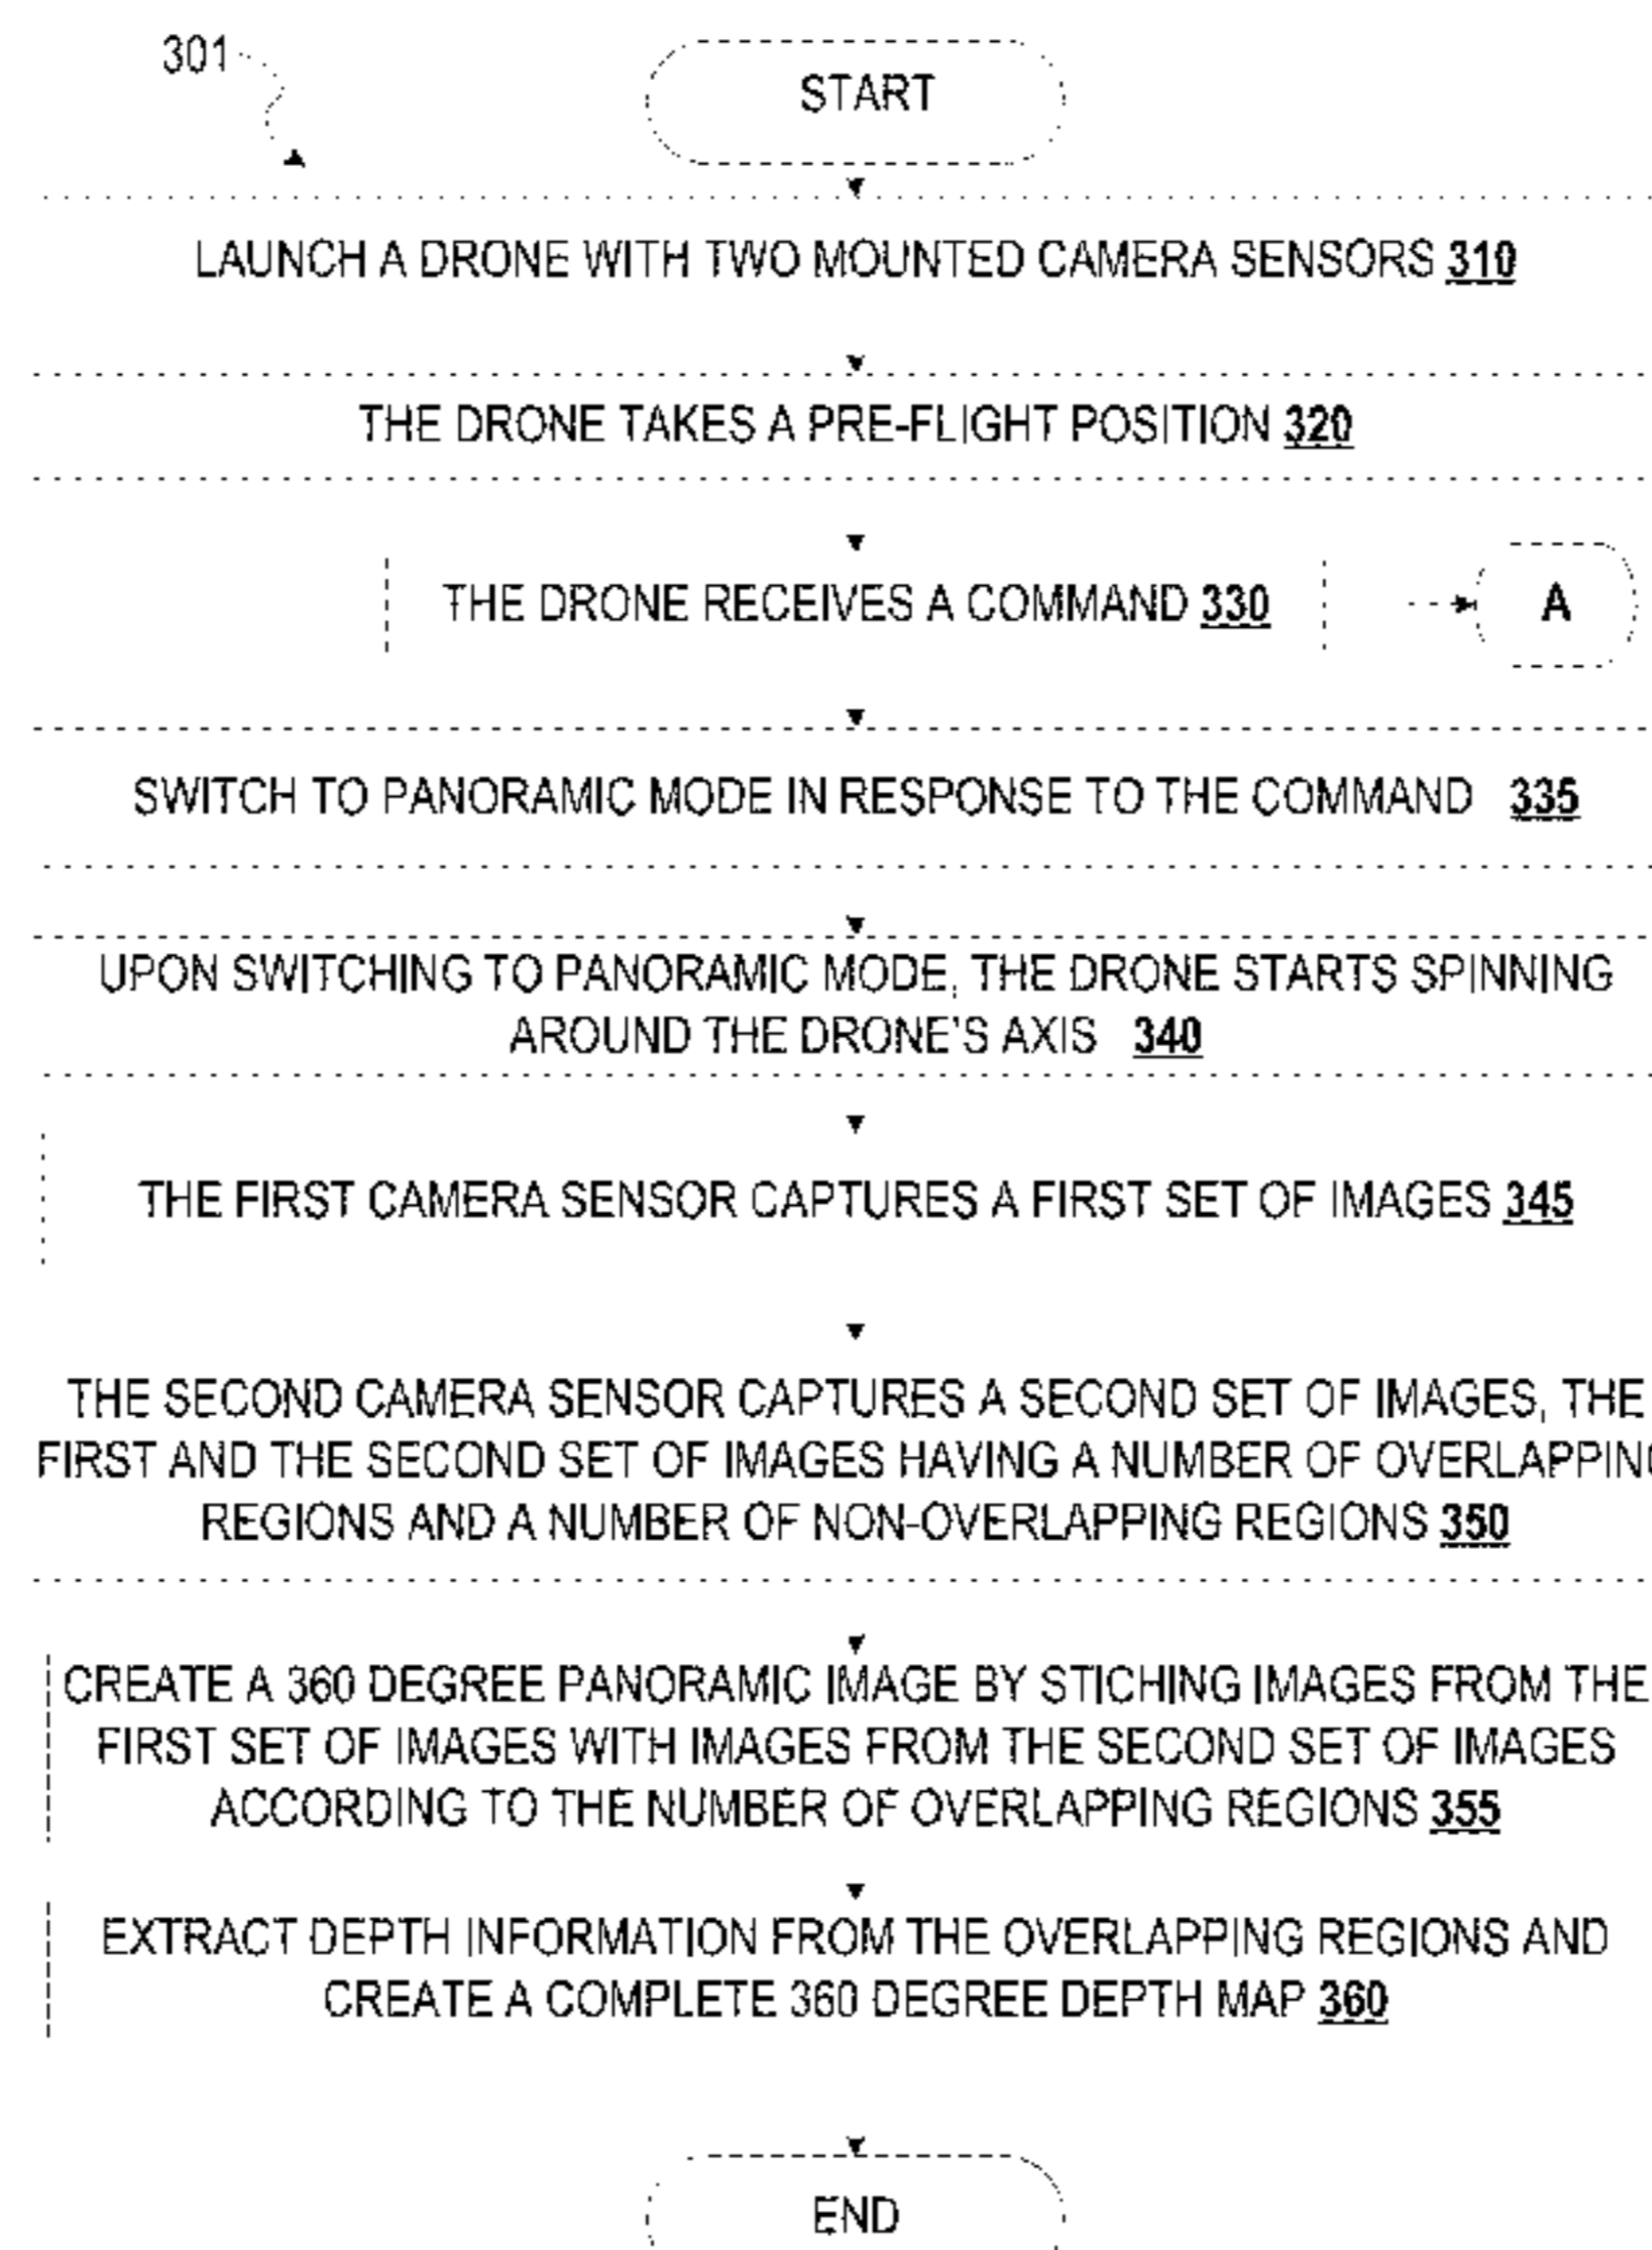 301
START
LAUNCH A DRONE WITH TWO MOUNTED CAMERA SENSORS 310
THE DRONE TAKES A PRE-FLIGHT POSITION 320
THE DRONE RECEIVES A COMMAND 330
A
SWITCH TO PANORAMIC MODE IN RESPONSE TO THE COMMAND 335
UPON SWITCHING TO PANORAMIC MODE, THE DRONE STARTS SPINNING
AROUND THE DRONE'S AXIS 340
THE FIRST CAMERA SENSOR CAPTURES A FIRST SET OF IMAGES 345
THE SECOND CAMERA SENSOR CAPTURES A SECOND SET OF IMAGES, THE
FIRST AND THE SECOND SET OF IMAGES HAVING A NUMBER OF OVERLAPPING
REGIONS AND A NUMBER OF NON-OVERLAPPING REGIONS 350
CREATE A 360 DEGREE PANORAMIC IMAGE BY STICHING IMAGES FROM THE
FIRST SET OF IMAGES WITH IMAGES FROM THE SECOND SET OF IMAGES
ACCORDING TO THE NUMBER OF OVERLAPPING REGIONS 355
EXTRACT DEPTH INFORMATION FROM THE OVERLAPPING REGIONS AND
CREATE A COMPLETE 360 DEGREE DEPTH MAP 360
END